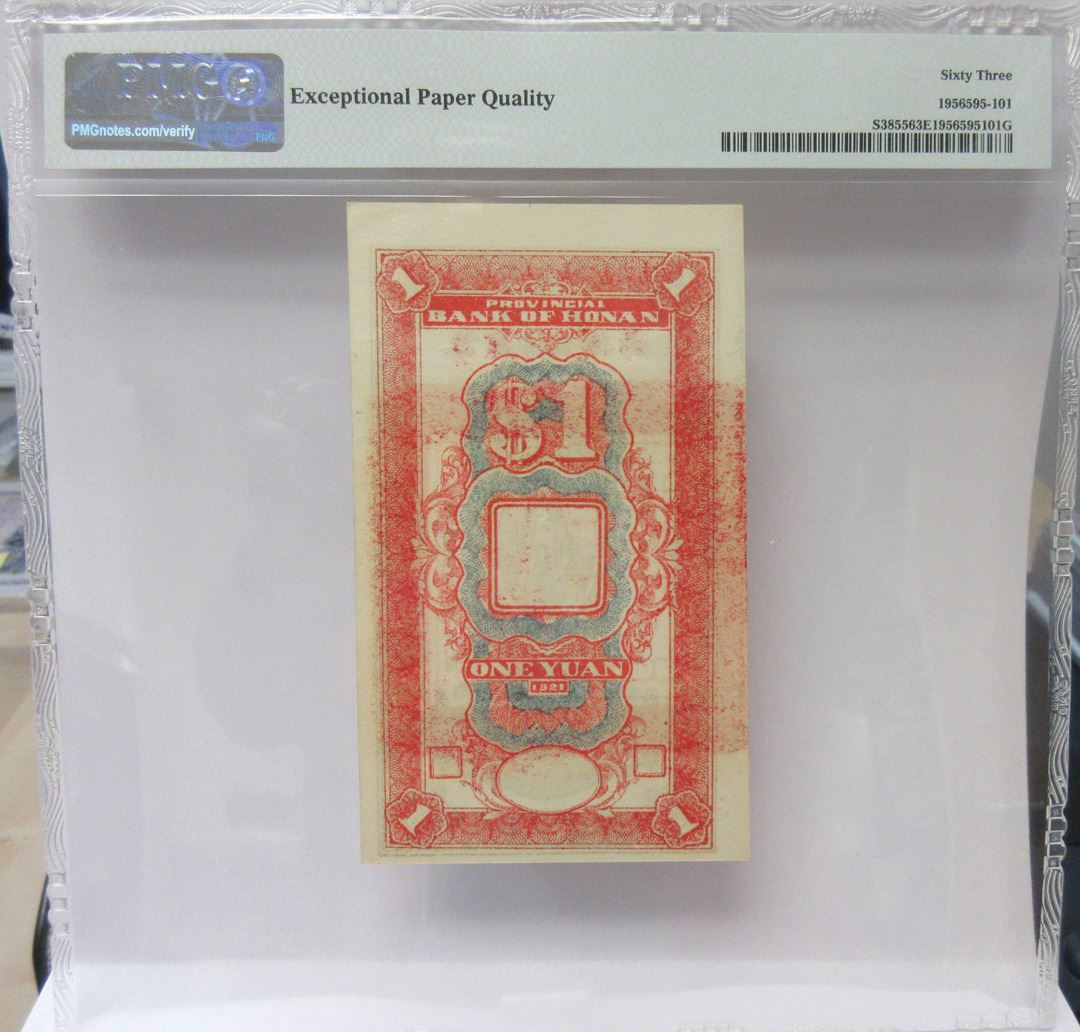 PMG
PMGnotes.com/verify
PNG
Exceptional Paper Quality
Sixty Three
1956595-101
S385563E1956595101G
1 1
PROVINCIAL
BANK OF HONAN
$1
ONE YUAN
1921
1 1